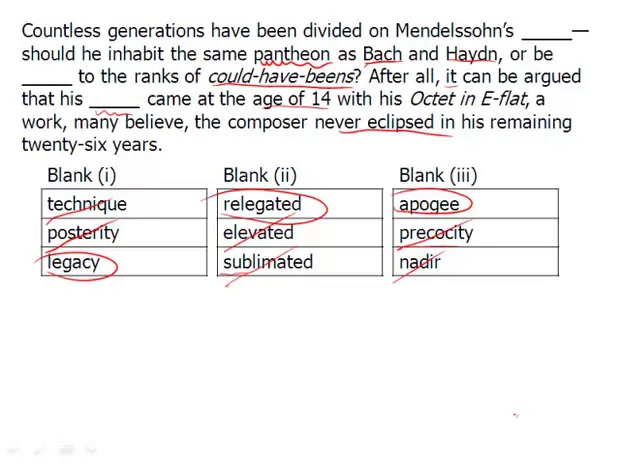 Countless generations have been divided on Mendelssohn’s _____—
should he inhabit the same pantheon as Bach and Haydn, or be
_____ to the ranks of could-have-beens? After all, it can be argued
that his _____ came at the age of 14 with his Octet in E-flat, a
work, many believe, the composer never eclipsed in his remaining
twenty-six years.
Blank (i) Blank (ii) Blank (iii)
technique relegated apogee
posterity elevated precocity
legacy sublimated nadir